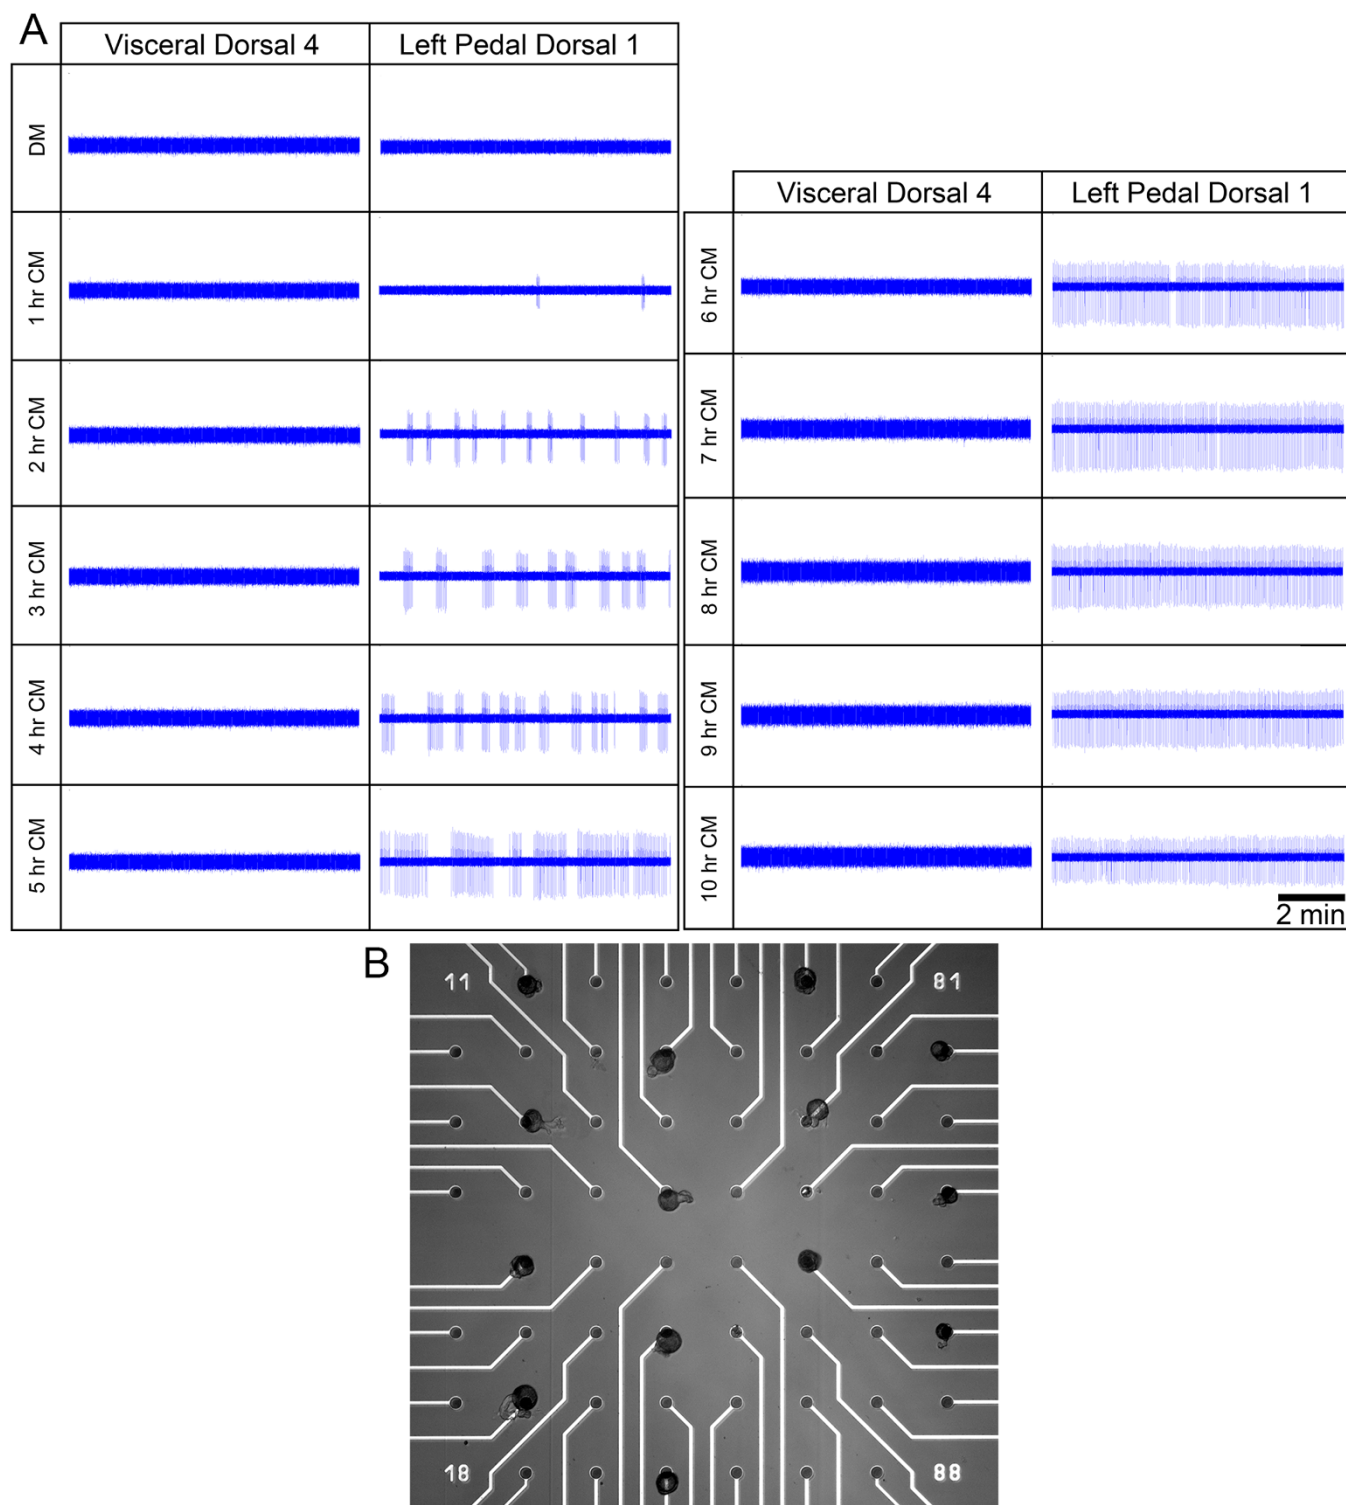 A
Visceral Dorsal 4 Left Pedal Dorsal 1
DM
1 hr CM
2 hr CM
3 hr CM
4 hr CM
5 hr CM
Visceral Dorsal 4 Left Pedal Dorsal 1
6 hr CM
7 hr CM
8 hr CM
9 hr CM
10 hr CM
2 min
B
11 81
18 88